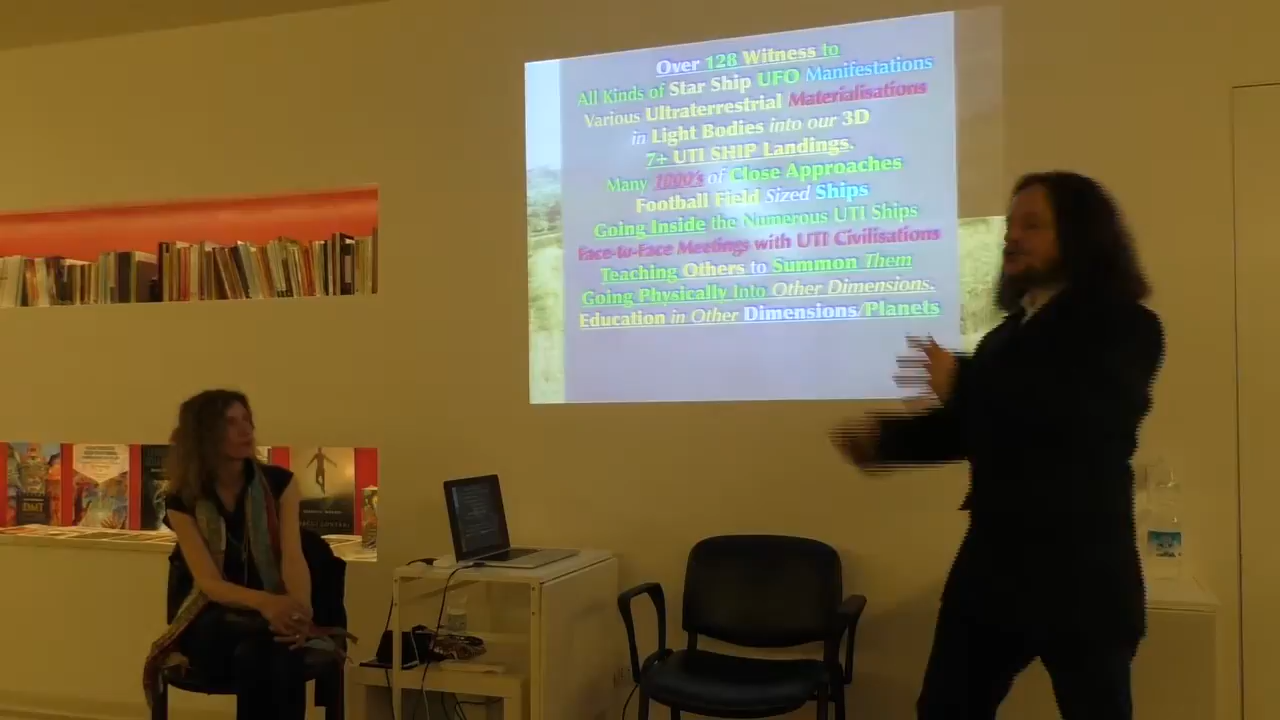 Over 128 Witness to
All Kinds of Star Ship UFO Manifestations
Various Ultraterrestrial Materialisations
in Light Bodies into our 3D
7+ UTI SHIP Landings.
Many 1000's of Close Approaches
Football Field Sized Ships
Going Inside the Numerous UTI Ships
Face-to-Face Meetings with UTI Civilisations
Teaching Others to Summon Them
Going Physically Into Other Dimensions.
Education in Other Dimensions/Planets
DMT